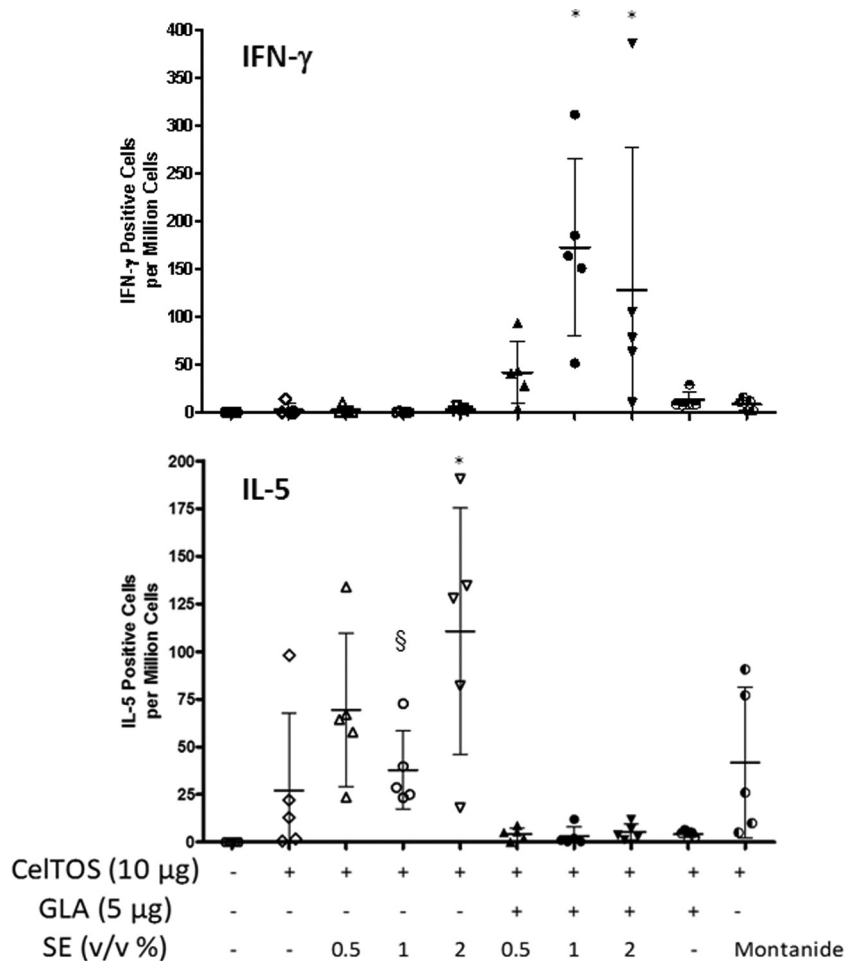 * *
400
IFN-γ
350
300
250
200
150
100
50
0
IFN-γ Positive Cells
per Million Cells
200
*
IL-5
175
150
125
100
§
75
50
25
0
IL-5 Positive Cells
per Million Cells
CelTOS (10 µg) - + + + + + + + + +
GLA (5 µg) - - - - - + + + + -
SE (v/v %) - - 0.5 1 2 0.5 1 2 - Montanide